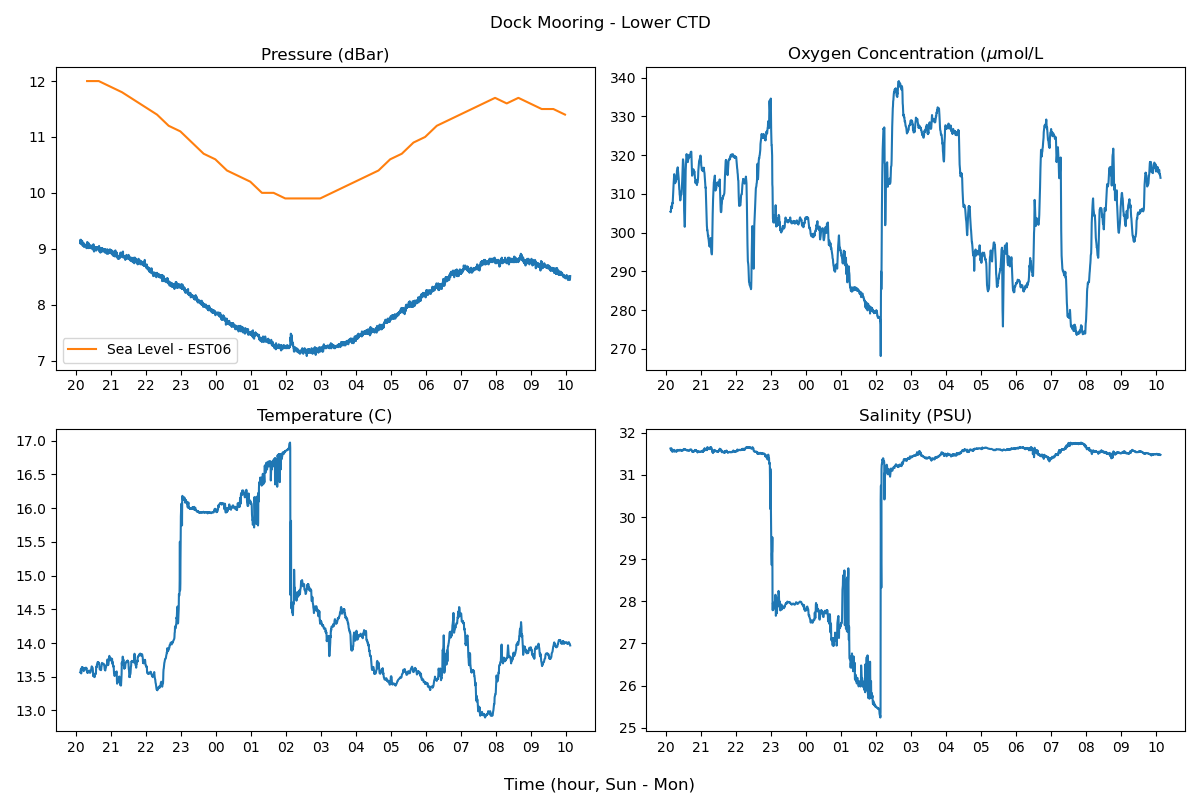 Dock Mooring - Lower CTD
Pressure (dBar)
12
11
10
9
8
7
Sea Level - EST06
20 21 22 23 00 01 02 03 04 05 06 07 08 09 10
Oxygen Concentration (μmol/L
340
330
320
310
300
290
280
270
20 21 22 23 00 01 02 03 04 05 06 07 08 09 10
Temperature (C)
17.0
16.5
16.0
15.5
15.0
14.5
14.0
13.5
13.0
20 21 22 23 00 01 02 03 04 05 06 07 08 09 10
Salinity (PSU)
32
31
30
29
28
27
26
25
20 21 22 23 00 01 02 03 04 05 06 07 08 09 10
Time (hour, Sun - Mon)